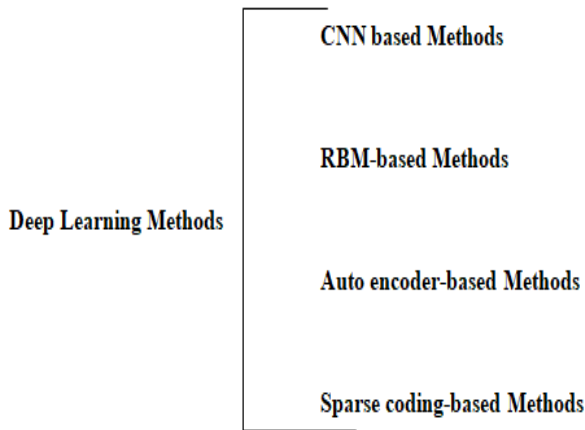 CNN based Methods
RBM-based Methods
Deep Learning Methods
Auto encoder-based Methods
Sparse coding-based Methods